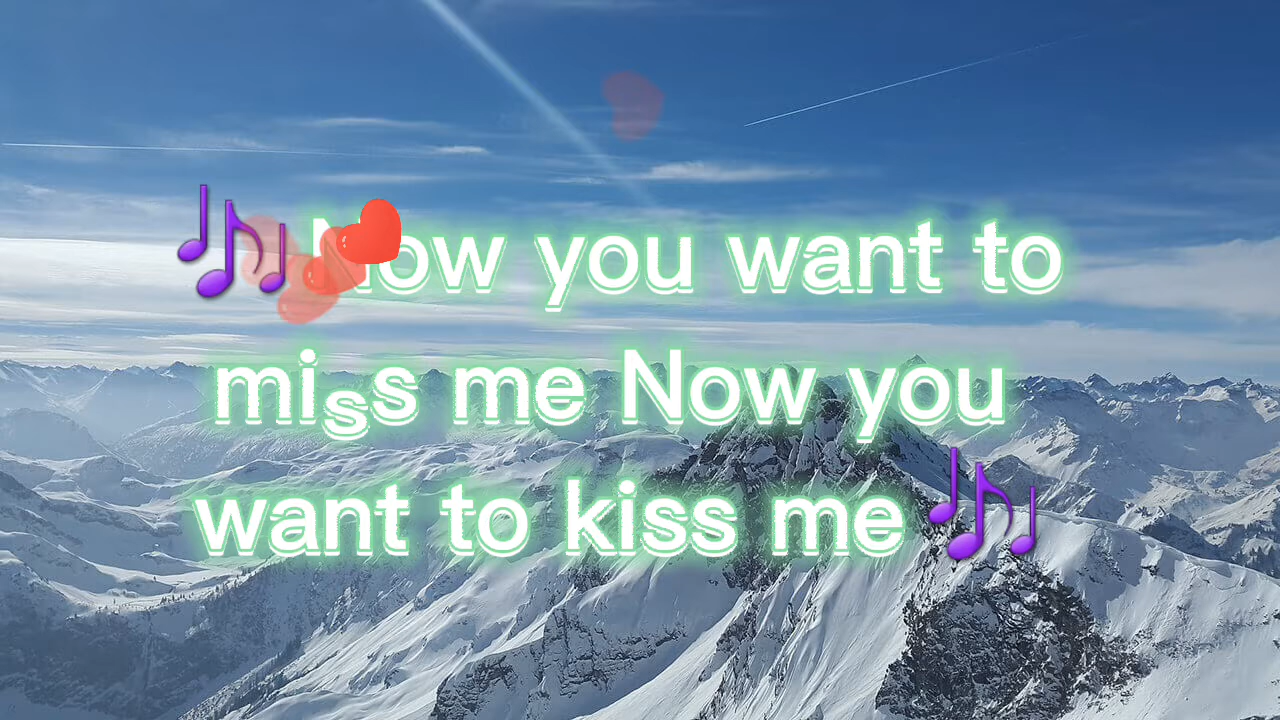 🎶 Now you want to
miss me Now you
want to kiss me 🎶